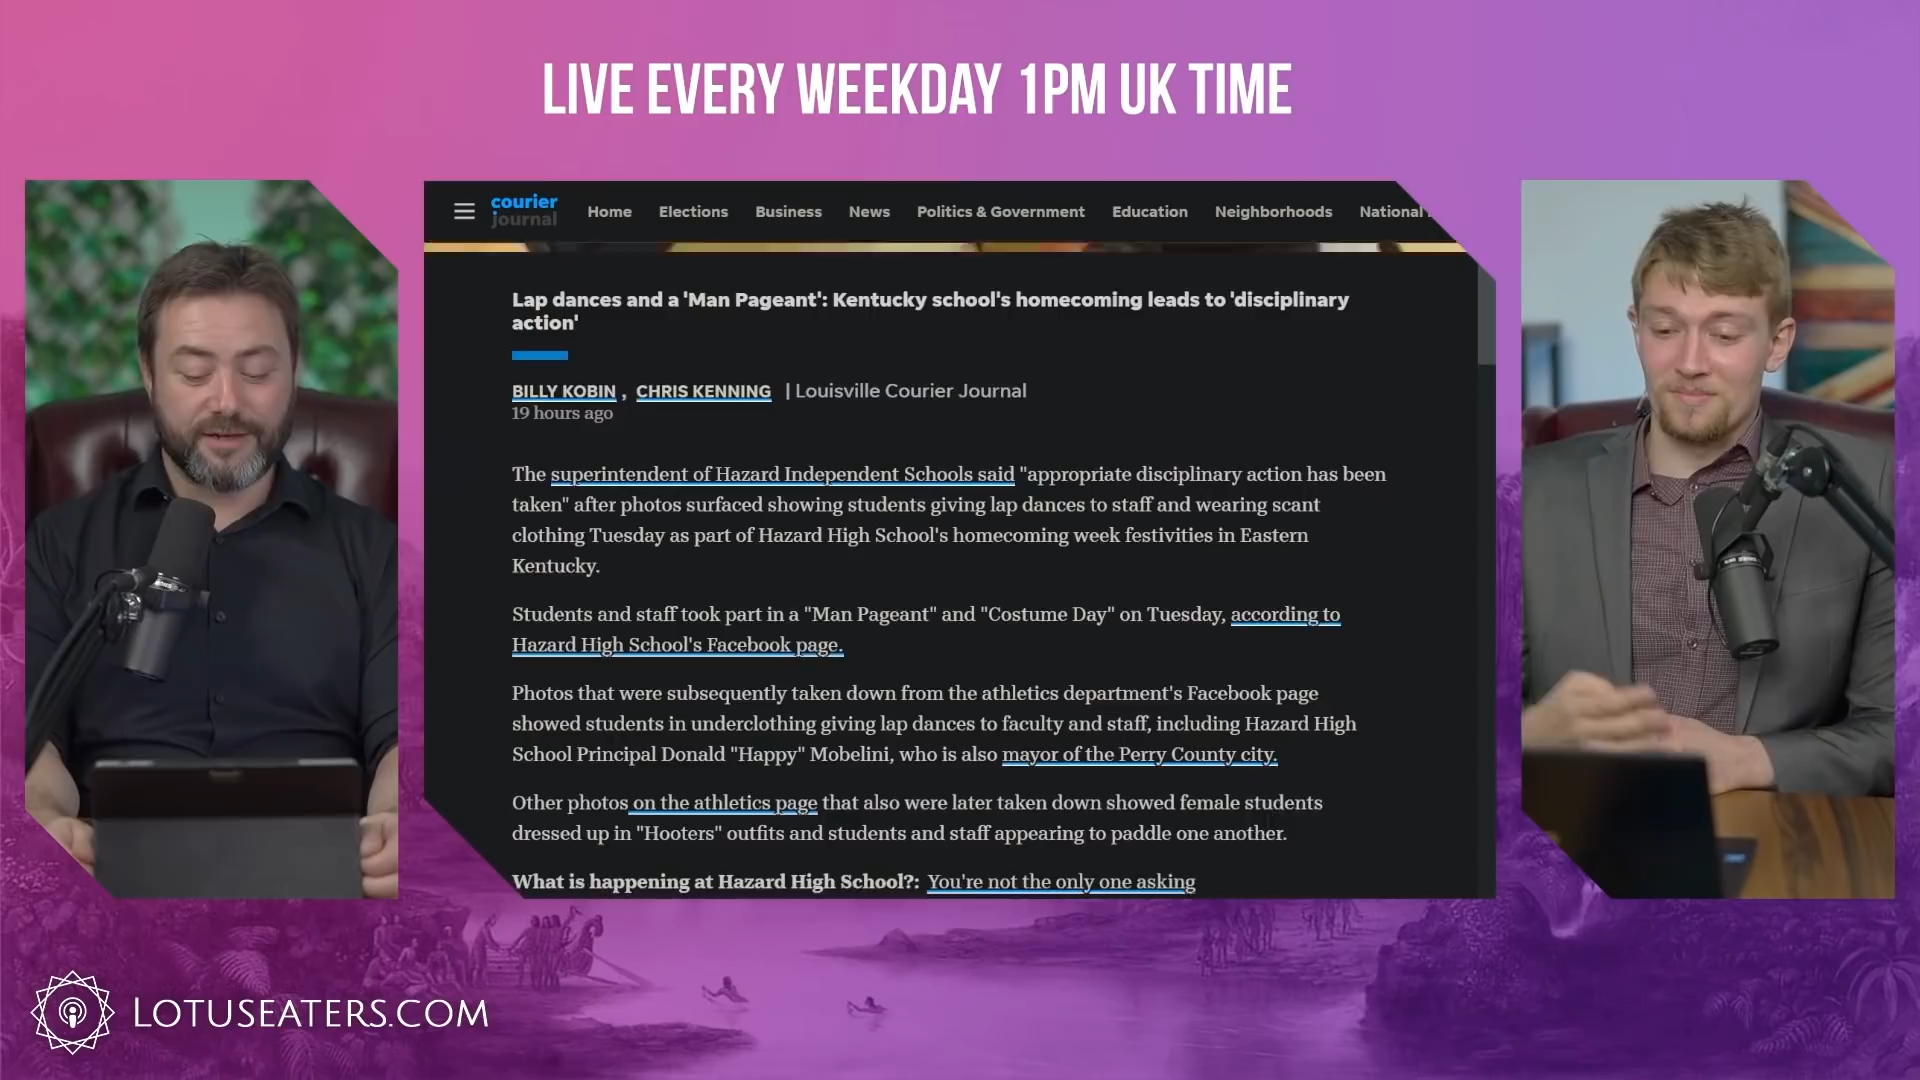 LIVE EVERY WEEKDAY 1PM UK TIME
courier
journal
Home Elections Business News Politics & Government Education Neighborhoods National
Lap dances and a 'Man Pageant': Kentucky school's homecoming leads to 'disciplinary
action'
BILLY KOBIN , CHRIS KENNING | Louisville Courier Journal
19 hours ago
The superintendent of Hazard Independent Schools said "appropriate disciplinary action has been
taken" after photos surfaced showing students giving lap dances to staff and wearing scant
clothing Tuesday as part of Hazard High School's homecoming week festivities in Eastern
Kentucky.
Students and staff took part in a "Man Pageant" and "Costume Day" on Tuesday, according to
Hazard High School's Facebook page.
Photos that were subsequently taken down from the athletics department's Facebook page
showed students in underclothing giving lap dances to faculty and staff, including Hazard High
School Principal Donald "Happy" Mobelini, who is also mayor of the Perry County city.
Other photos on the athletics page that also were later taken down showed female students
dressed up in "Hooters" outfits and students and staff appearing to paddle one another.
What is happening at Hazard High School?: You're not the only one asking
LOTUSEATERS.COM